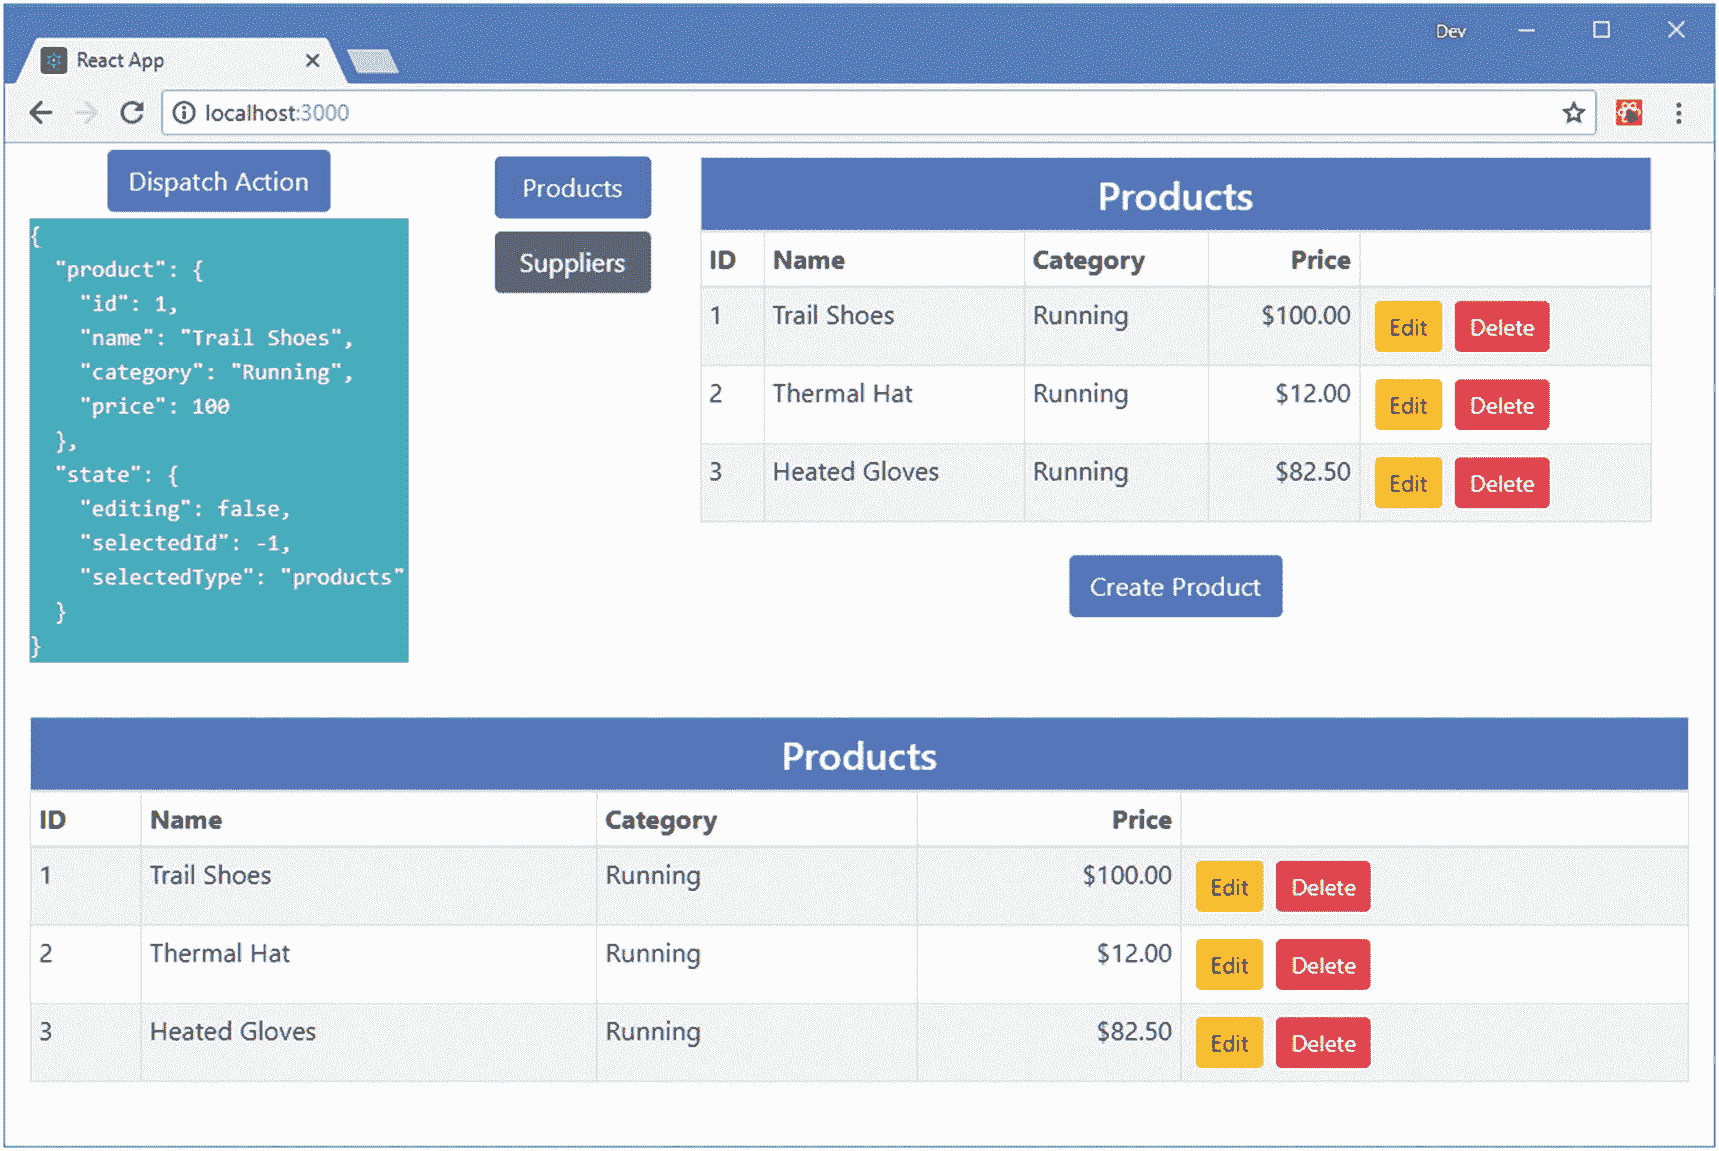 Dev
React App
localhost:3000
Dispatch Action
{
"product": {
"id": 1,
"name": "Trail Shoes",
"category": "Running",
"price": 100
},
"state": {
"editing": false,
"selectedId": -1,
"selectedType": "products"
}
}
Products
Suppliers
Products
ID Name Category Price
1 Trail Shoes Running $100.00 Edit Delete
2 Thermal Hat Running $12.00 Edit Delete
3 Heated Gloves Running $82.50 Edit Delete
Create Product
Products
ID Name Category Price
1 Trail Shoes Running $100.00 Edit Delete
2 Thermal Hat Running $12.00 Edit Delete
3 Heated Gloves Running $82.50 Edit Delete